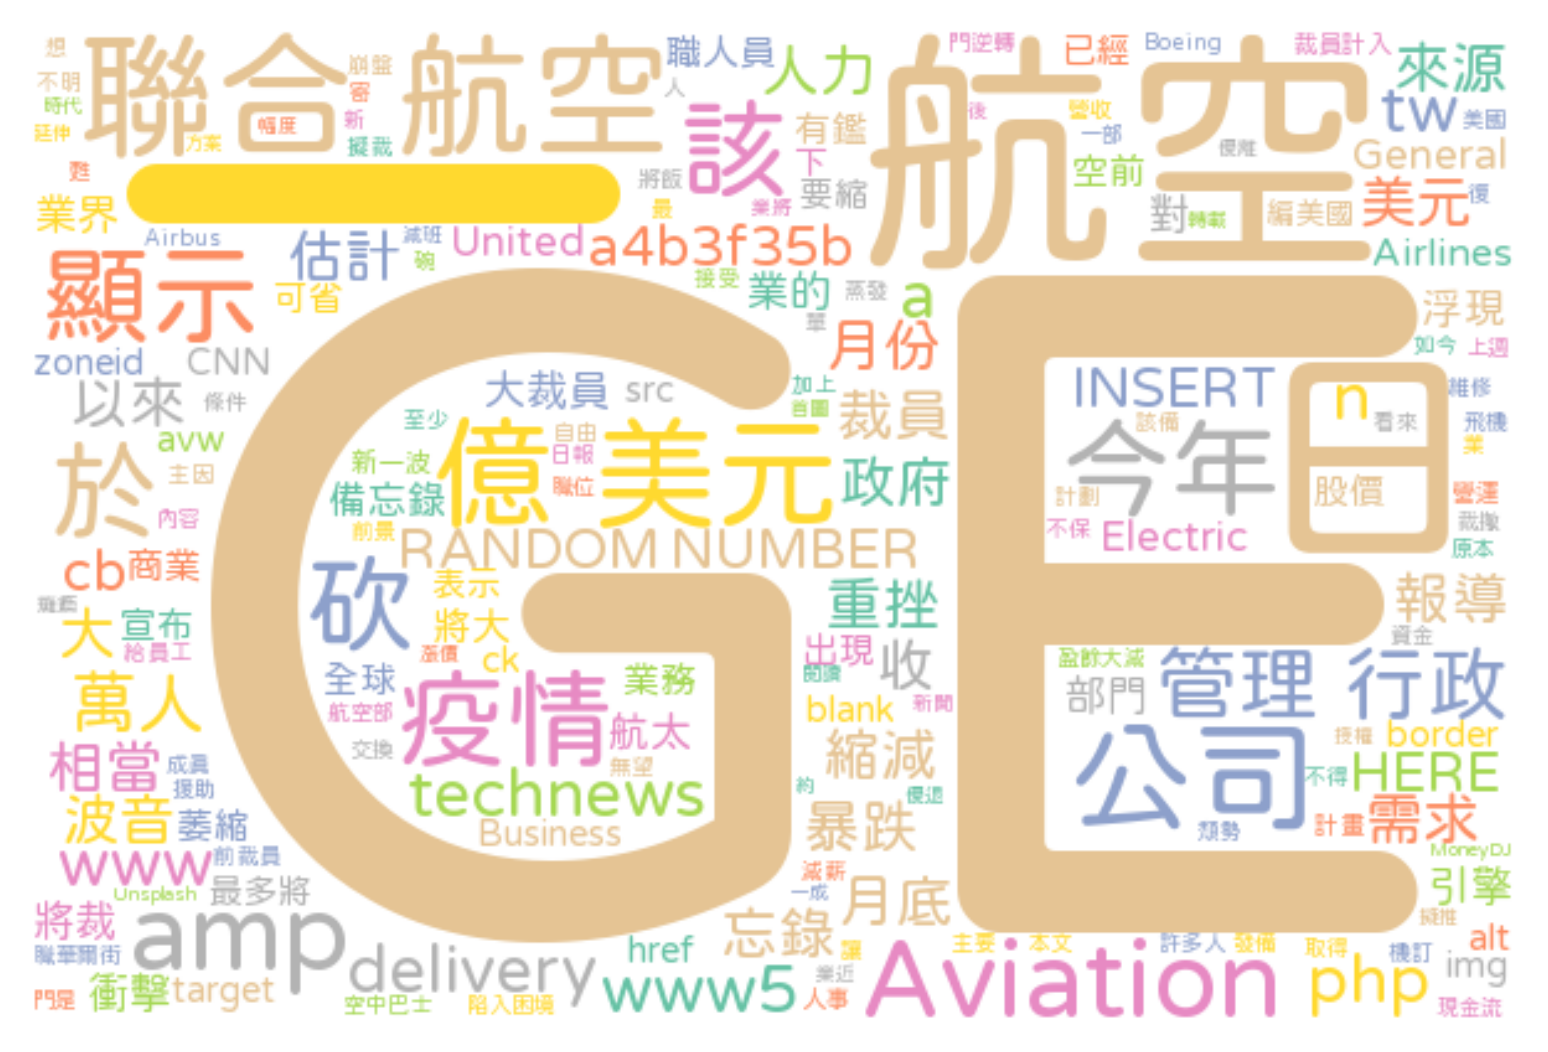 想 聯合 航空 職人員 人力 門逆轉 已經 Boeing 裁員計入 來源
不明 崩盤 人 航空 tw 美國
時代 審 幅度 新 該 有鑑 後 營收 一部
延伸 方案 擬裁 下 空前 優離 General
甦 一 將飯 要縮 對 轉載 編美國 美元 復
業界 最 業將
Airbus 估計 減班 碗 United a4b3f35b Airlines
顯示 可省 接受 業的 蒸發 a 浮現
zoneid CNN 月份 如今 上週
以來 條件 大裁員 src 加上 首圖 裁員 INSERT n 維修
avw 至少 億 自由 美元 今年 該備 看來 飛機
於 主因 新一波 日報 政府 業
內容 備忘錄 職位 計劃 日 股價 營運
前景 RANDOM NUMBER 不保 Electric 裁撤
cb 商業 G E 原本
砍 表示 重挫 報導
大 宣布 將大 資金
給員工 漲價 ck 出現 收 盈餘大減 管理 行政
萬人 全球 疫情 業務 閱讀 部門
航空部 航太 blank 新聞 公司 授權 border
相當 成真 交換 無望 縮減 不得 HERE
援助 technews 約 優退
波音 萎縮 Business 暴跌 頹勢 計畫 需求
www 前裁員 減薪 MoneyDJ
Unsplash 最多將 一成 月底 引擎
將裁 amp 忘錄 擬推
職華爾街 delivery href 讓 Aviation 主要 本文 許多人 發備 取得 機訂 alt
門是 衝擊 target 空中巴士 陷入困境 www5 業近 人事 php img
現金流